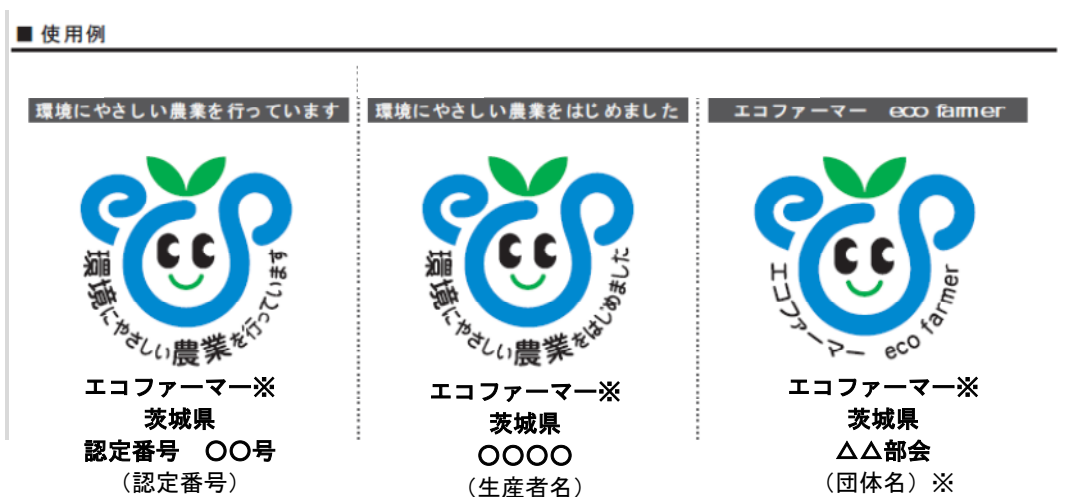 ■ 使用例
環境にやさしい農業を行っています
環境にやさしい農業を行っています
エコファーマー※
茨城県
認定番号 〇〇号
（認定番号）
環境にやさしい農業をはじめました
環境にやさしい農業をはじめました
エコファーマー※
茨城県
〇〇〇〇
（生産者名）
エコファーマー eco farmer
エコファーマー eco farmer
エコファーマー※
茨城県
△△部会
（団体名）※